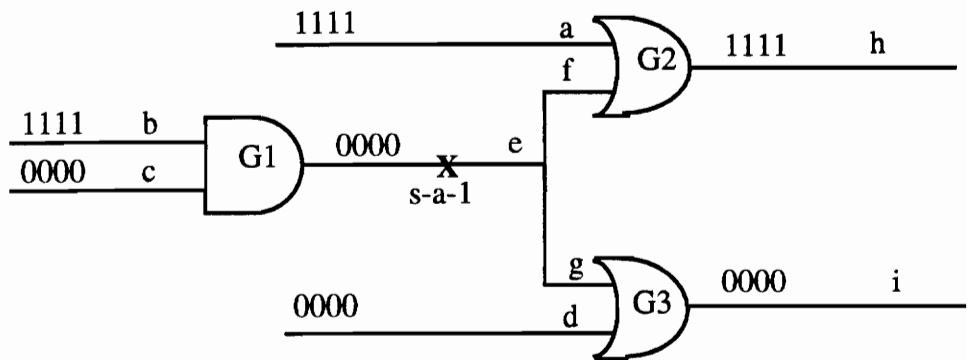 1111 a G2 1111 h
f
1111 b
0000 c G1 0000 X e
s-a-1
g 0000 i
0000 d G3